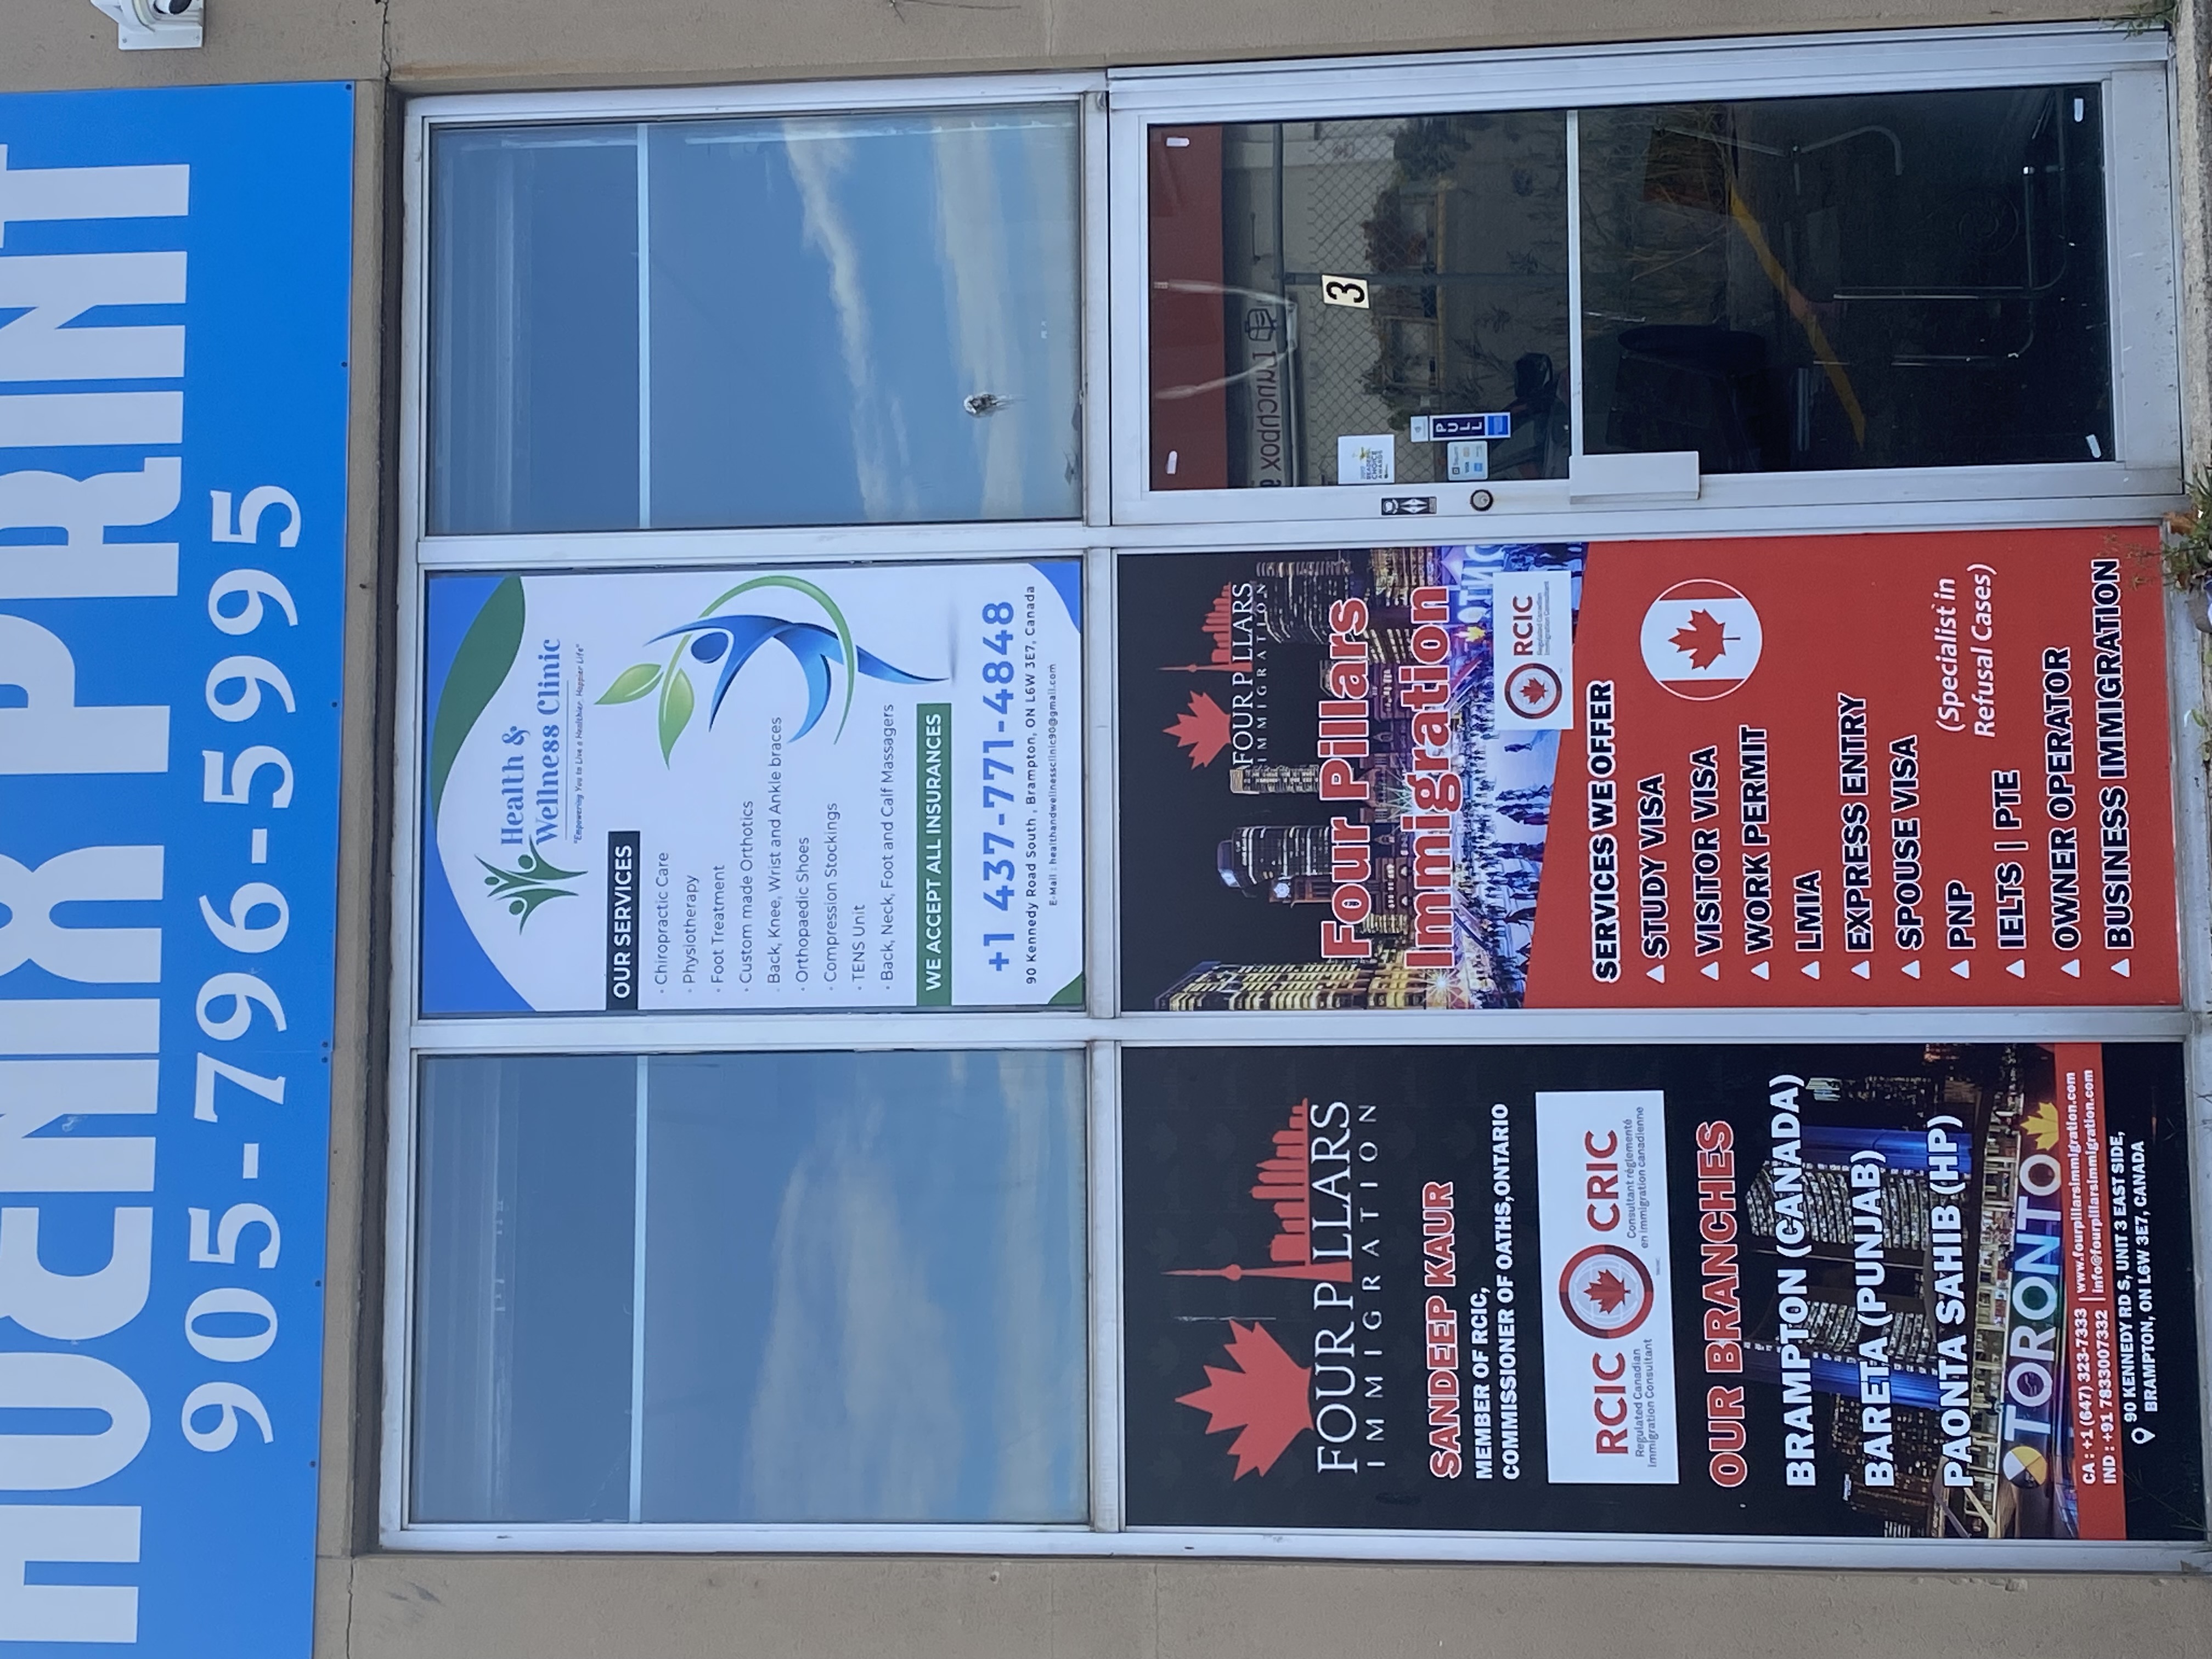 HOENIX PRINT
905-796-5995
Health &
Wellness Clinic
"Empowering You to Live a Healthier, Happier Life"
OUR SERVICES
· Chiropractic Care
· Physiotherapy
· Foot Treatment
· Custom made Orthotics
. Back, Knee, Wrist and Ankle braces
· Orthopaedic Shoes
· Compression Stockings
· TENS Unit
· Back, Neck, Foot and Calf Massagers
WE ACCEPT ALL INSURANCES
+1 437-771-4848
90 Kennedy Road South , Brampton, ON L6W 3E7, Canada
E-Mail : healthandwellnessclinic90@gmail.com
FOUR PILLARS
IMMIGRATION
SANDEEP KAUR
MEMBER OF RCIC,
COMMISSIONER OF OATHS,ONTARIO
RCIC
Regulated Canadian
Immigration Consultant
CRIC
Consultant réglementé
en immigration canadienne
OUR BRANCHES
BRAMPTON (CANADA)
BARETA (PUNJAB)
PAONTA SAHIB (HP)
TORONTO
CA : +1 (647) 323-7333 | www.fourpillarsimmigration.com
IND : +91 7833007332 | info@fourpillarsimmigration.com
90 KENNEDY RD S, UNIT 3 EAST SIDE,
BRAMPTON, ON L6W 3E7, CANADA
FOUR PILLARS
IMMIGRATION
Four Pillars
Immigration
RCIC
Regulated Canadian
Immigration Consultant
SERVICES WE OFFER
STUDY VISA
VISITOR VISA
WORK PERMIT
LMIA
EXPRESS ENTRY
SPOUSE VISA
PNP
(Specialist in
Refusal Cases)
IELTS | PTE
OWNER OPERATOR
BUSINESS IMMIGRATION
Lunchbox
3
READERS
CHOICE
AWARDS
PULL